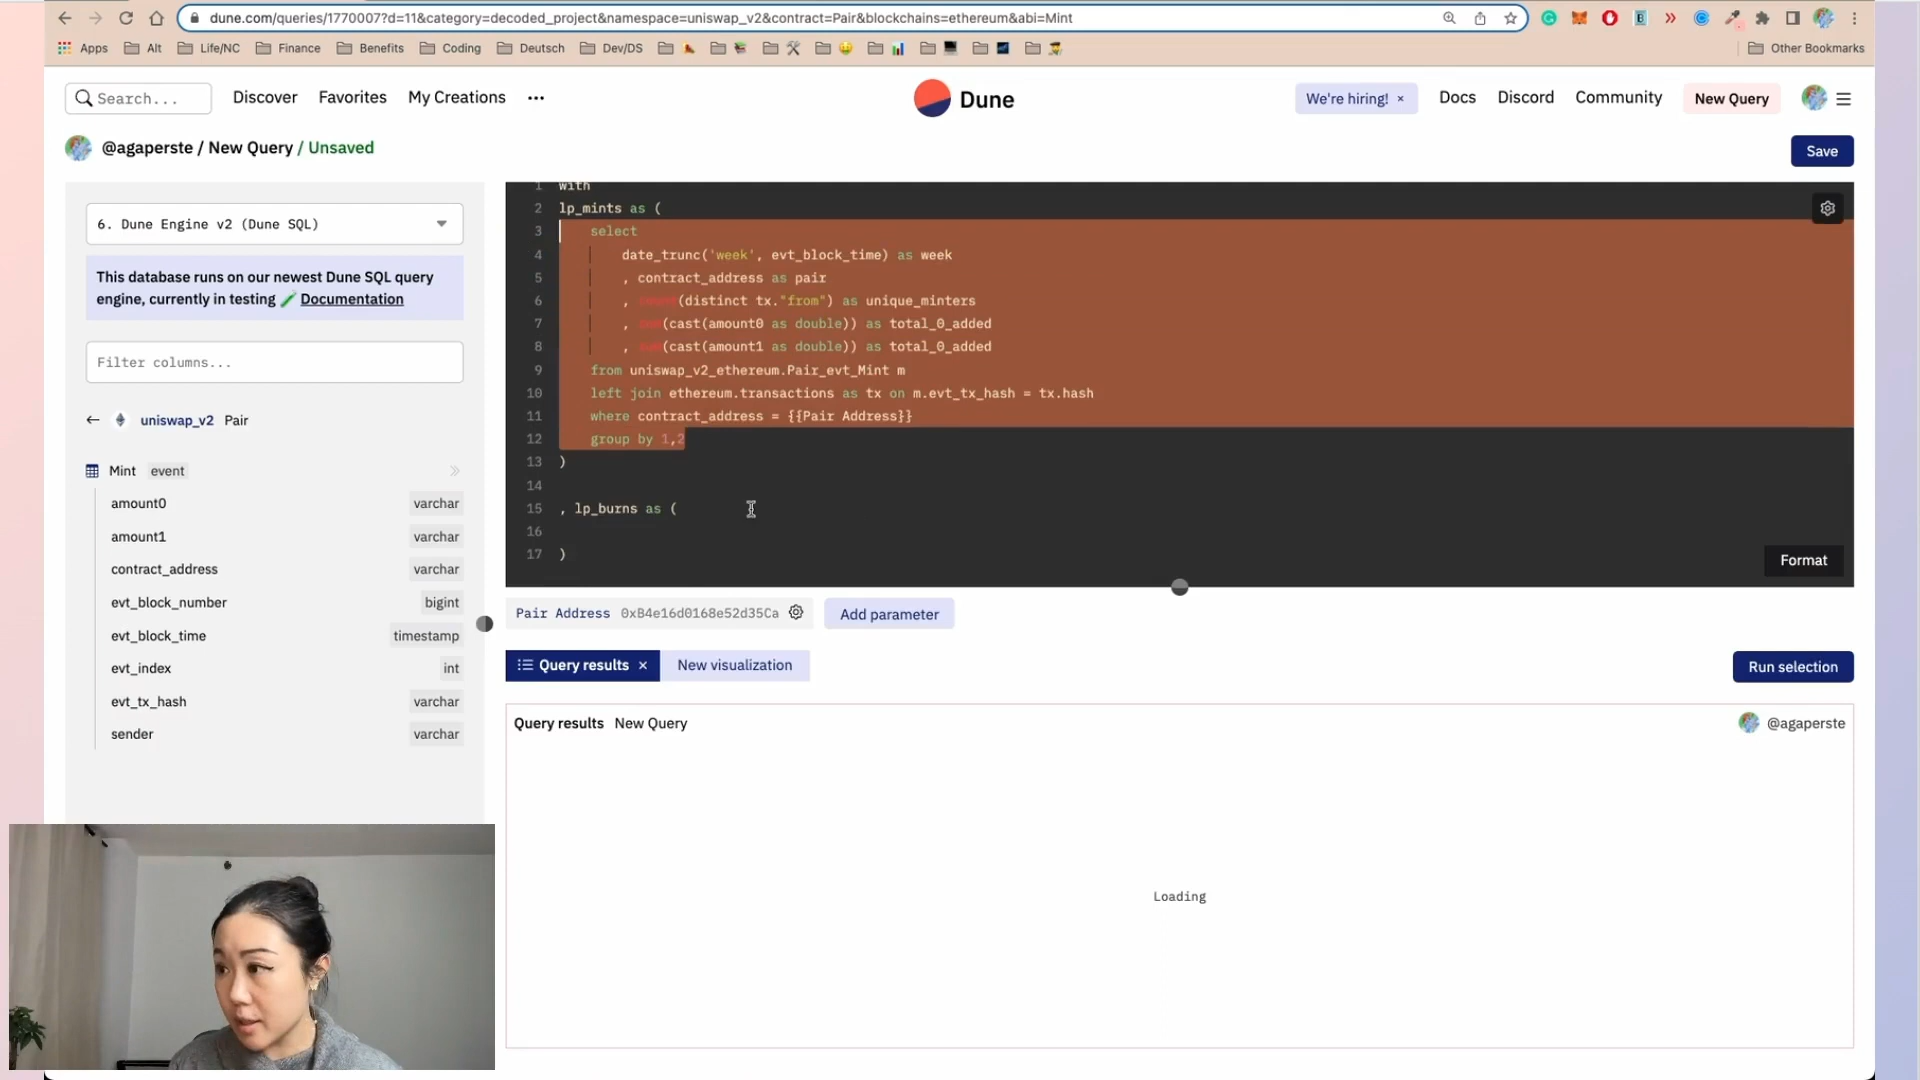 dune.com/queries/1770007?d=11&category=decoded_project&namespace=uniswap_v2&contract=Pair&blockchains=ethereum&abi=Mint
Apps Alt Life/NC Finance Benefits Coding Deutsch Dev/DS Other Bookmarks
Search... Discover Favorites My Creations ... Dune We're hiring! × Docs Discord Community New Query
@agaperste / New Query / Unsaved
Save
6. Dune Engine v2 (Dune SQL)
This database runs on our newest Dune SQL query
engine, currently in testing Documentation
Filter columns...
← uniswap_v2 Pair
Mint event
amount0 varchar
amount1 varchar
contract_address varchar
evt_block_number bigint
evt_block_time timestamp
evt_index int
evt_tx_hash varchar
sender varchar
1 with
2 lp_mints as (
3 select
4 date_trunc('week', evt_block_time) as week
5 , contract_address as pair
6 , count(distinct tx."from") as unique_minters
7 , sum(cast(amount0 as double)) as total_0_added
8 , sum(cast(amount1 as double)) as total_0_added
9 from uniswap_v2_ethereum.Pair_evt_Mint m
10 left join ethereum.transactions as tx on m.evt_tx_hash = tx.hash
11 where contract_address = {{Pair Address}}
12 group by 1,2
13 )
14
15 , lp_burns as (
16
17 )
Format
Pair Address 0xB4e16d0168e52d35Ca Add parameter
Query results × New visualization
Run selection
Query results New Query @agaperste
Loading